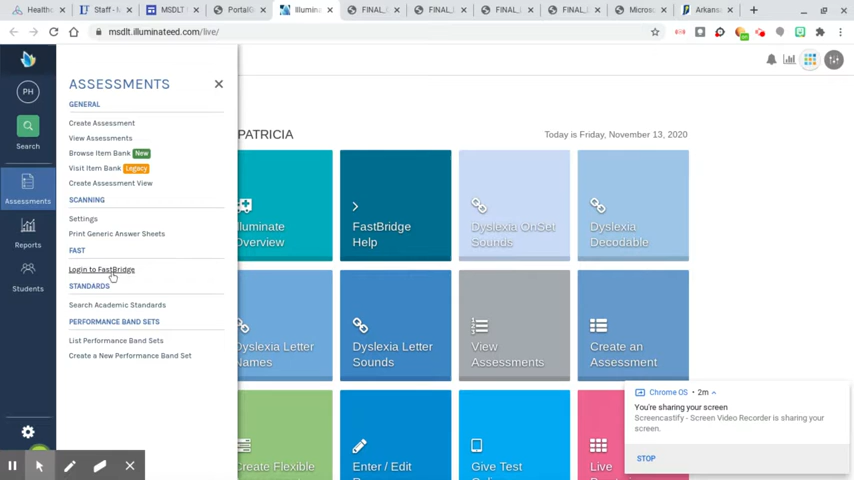 Healthc
Staff - M
MSDLT
PortalR
Illumina
FINAL_
FINAL_
FINAL_
FINAL_
Micros
Arkans
msdlt.illuminateed.com/live/
PH
Search
Assessments
Reports
Students
ASSESSMENTS
GENERAL
Create Assessment
View Assessments
Browse Item Bank New
Visit Item Bank Legacy
Create Assessment View
SCANNING
Settings
Print Generic Answer Sheets
FAST
Login to FastBridge
STANDARDS
Search Academic Standards
PERFORMANCE BAND SETS
List Performance Band Sets
Create a New Performance Band Set
PATRICIA
Today is Friday, November 13, 2020
Illuminate
Overview
FastBridge
Help
Dyslexia OnSet
Sounds
Dyslexia
Decodable
Dyslexia Letter
Names
Dyslexia Letter
Sounds
View
Assessments
Create an
Assessment
Create Flexible
Enter / Edit
Give Test
Live
Chrome OS • 2m
You're sharing your screen
Screencastify - Screen Video Recorder is sharing your
screen.
STOP